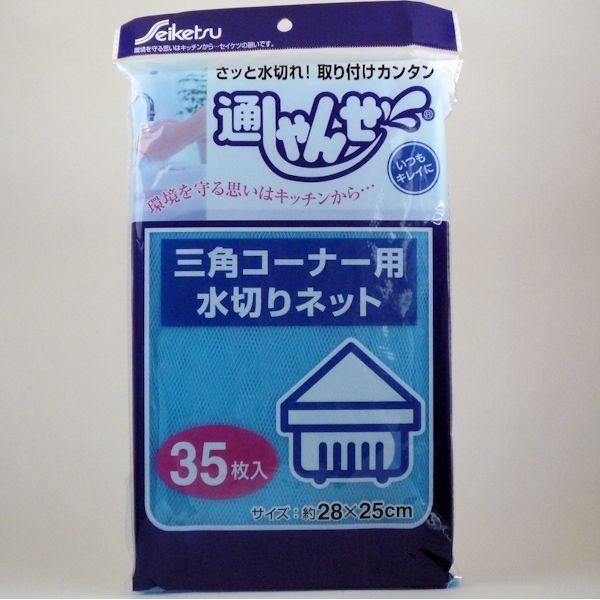 Seiketsu
環境を守る思いはキッチンから…セイケツの願いです。
さッと水切れ！取り付けカンタン
通しゃんせ®
いつも
キレイに
環境を守る思いはキッチンから…
三角コーナー用
水切りネット
35枚入
サイズ：約28×25cm